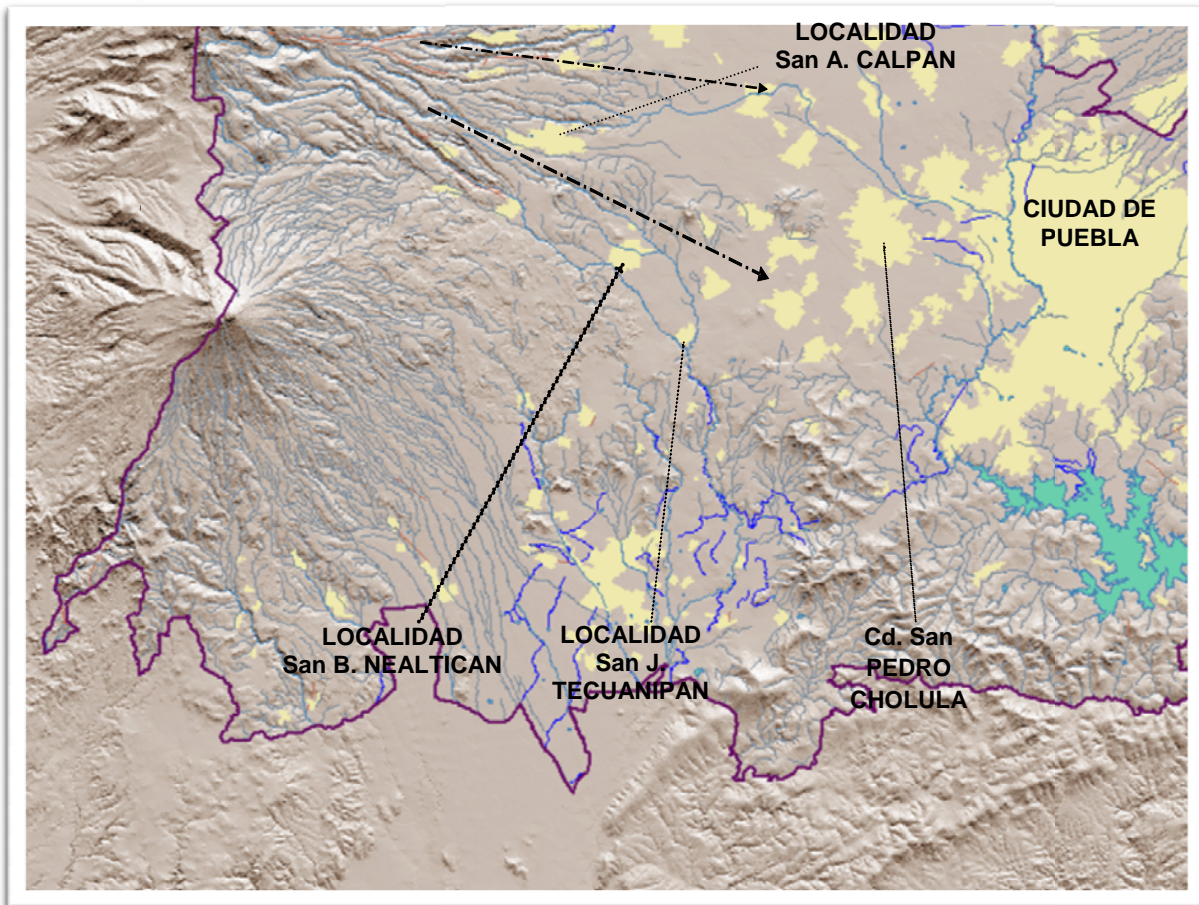 LOCALIDAD
San A. CALPAN
CIUDAD DE
PUEBLA
LOCALIDAD
San B. NEALTICAN
LOCALIDAD
San J.
TECUANIPAN
Cd. San
PEDRO
CHOLULA